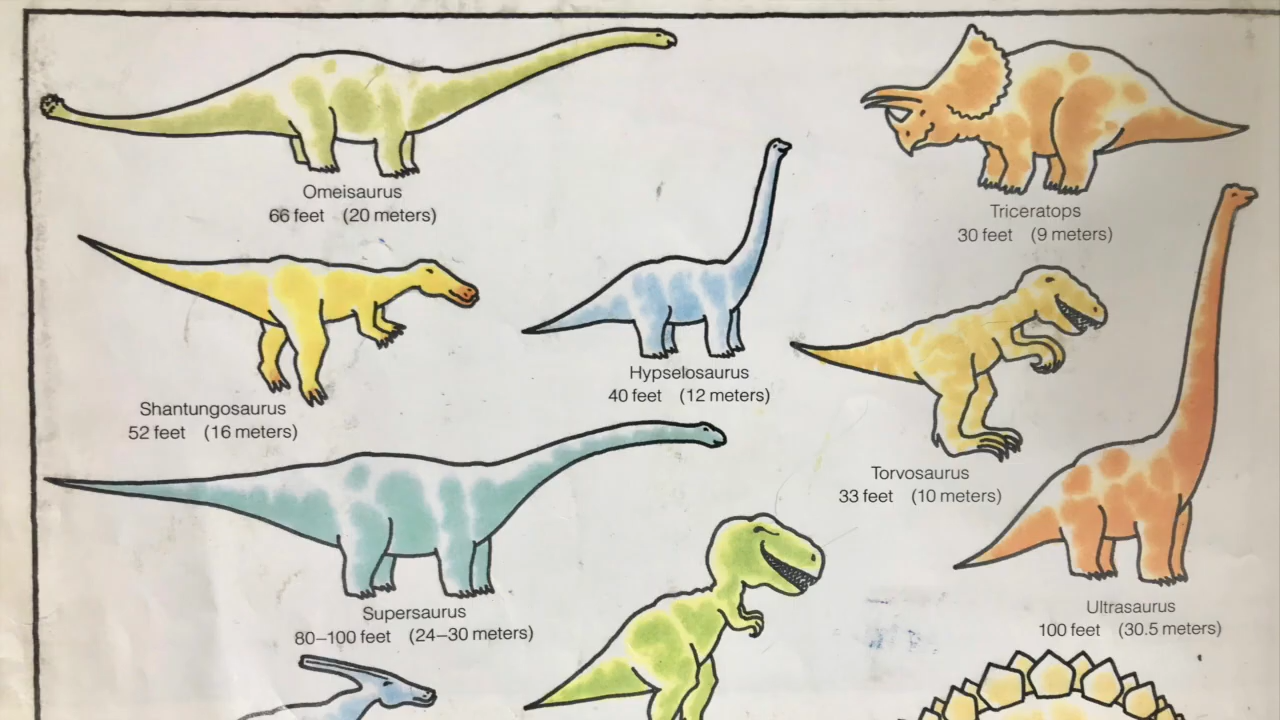 Omeisaurus
66 feet (20 meters)
Triceratops
30 feet (9 meters)
Hypselosaurus
40 feet (12 meters)
Shantungosaurus
52 feet (16 meters)
Torvosaurus
33 feet (10 meters)
Supersaurus
80–100 feet (24–30 meters)
Ultrasaurus
100 feet (30.5 meters)